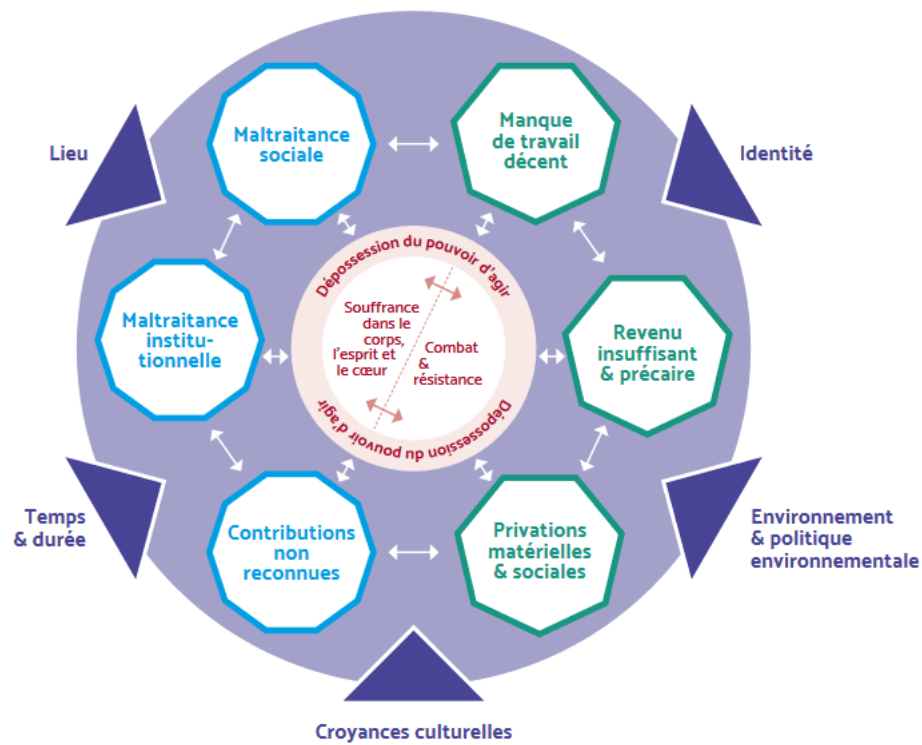 Lieu
Maltraitance
sociale
Manque
de travail
décent
Identité
Maltraitance
institu-
tionnelle
Dépossession du pouvoir d'agir
Souffrance
dans le
corps,
l'esprit et
le cœur
Combat
&
résistance
Dépossession du pouvoir d'agir
Revenu
insuffisant
& précaire
Temps
& durée
Contributions
non
reconnues
Privations
matérielles
& sociales
Environnement
& politique
environnementale
Croyances culturelles